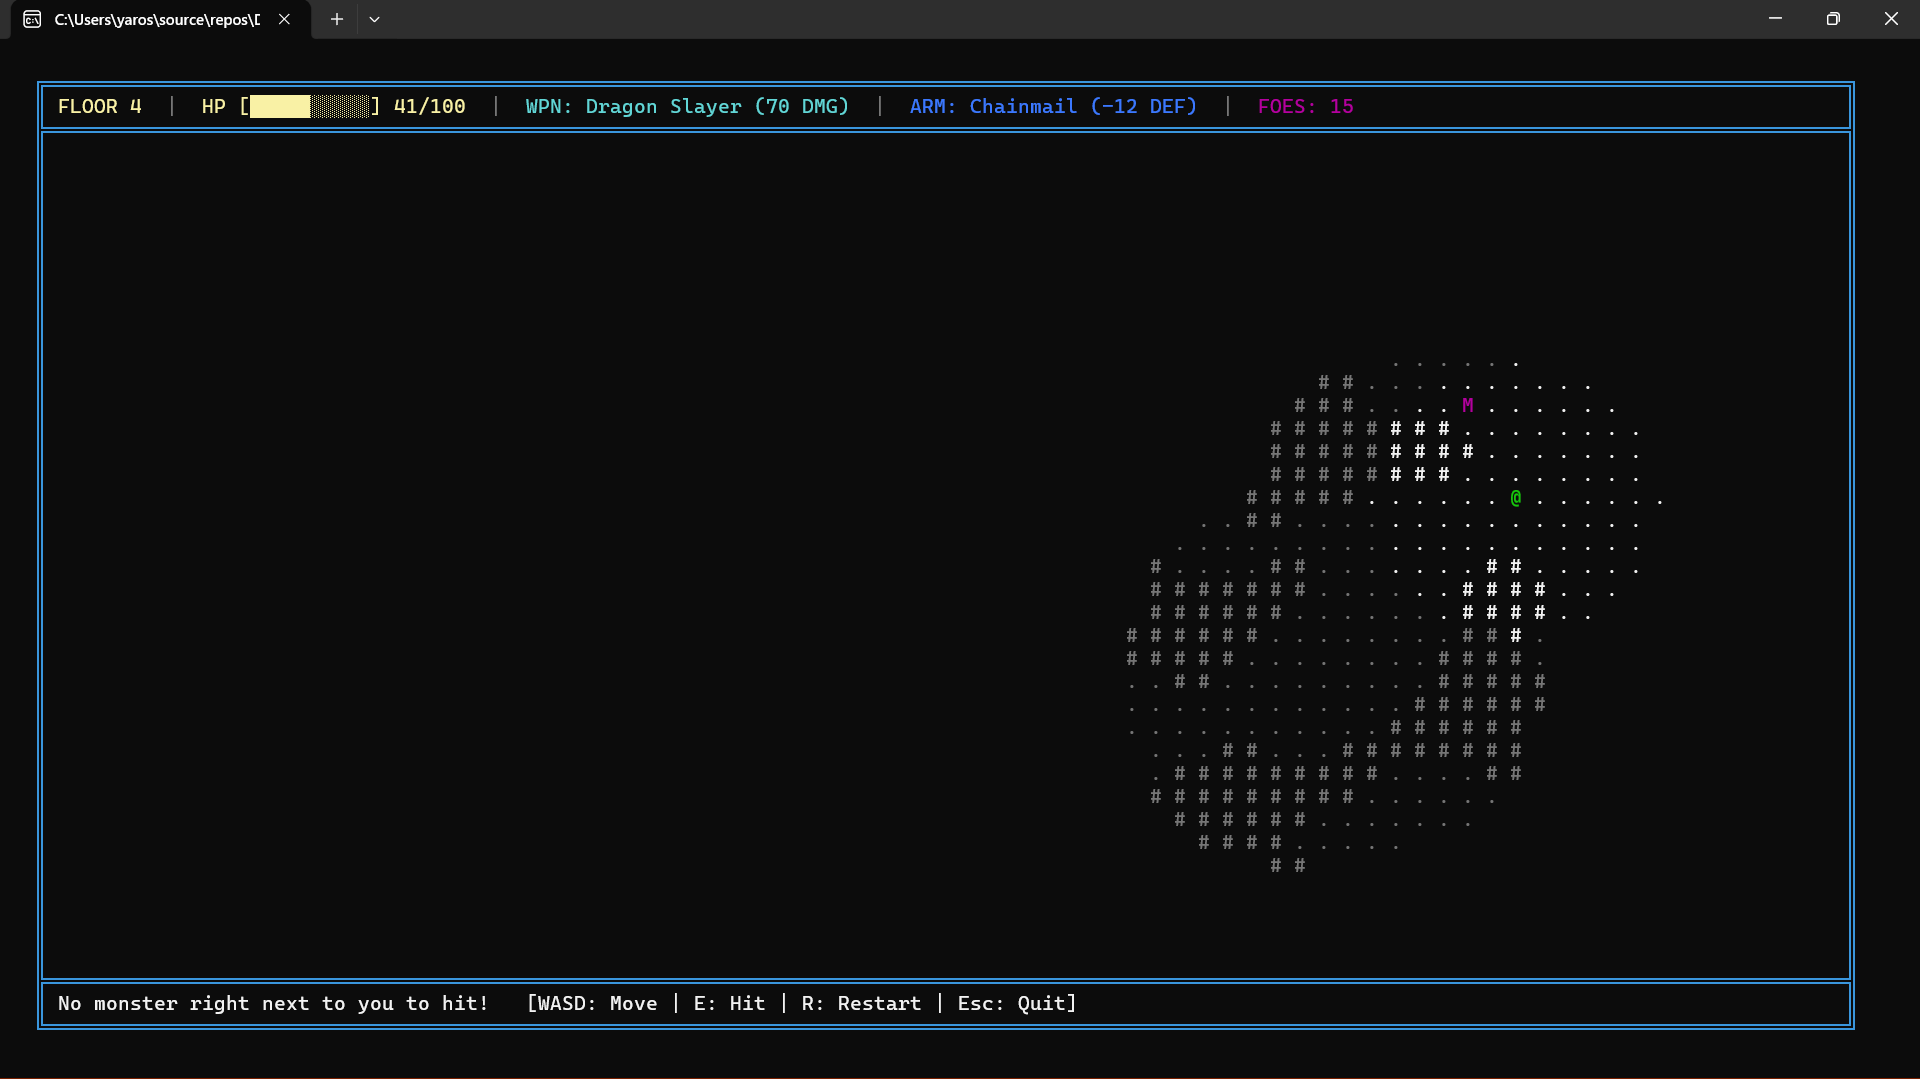 C:\Users\yaros\source\repos\[
FLOOR 4 | HP [█████░░░░░] 41/100 | WPN: Dragon Slayer (70 DMG) | ARM: Chainmail (-12 DEF) | FOES: 15
. . . . . .
# # . . . . . . . . . .
# # # . . . . M . . . . . .
# # # # # # # # . . . . . . . .
# # # # # # # # # . . . . . . .
# # # # # # # # . . . . . . . .
# # # # # . . . . . . @ . . . . . .
. . # # . . . . . . . . . . . . . . .
. . . . . . . . . . . . . . . . . . . .
# . . . . # # . . . . . . . # # . . . . .
# # # # # # # . . . . . . # # # # . . .
# # # # # # . . . . . . . # # # # . .
# # # # # # . . . . . . . . # # # .
# # # # # . . . . . . . . # # # # .
. . # # . . . . . . . . . # # # # #
. . . . . . . . . . . . # # # # # #
. . . . . . . . . . . # # # # # #
. . . # # . . . # # # # # # # #
. # # # # # # # # # . . . . # #
# # # # # # # # # . . . . . .
# # # # # # . . . . . . .
# # # # . . . . .
# #
No monster right next to you to hit! [WASD: Move | E: Hit | R: Restart | Esc: Quit]